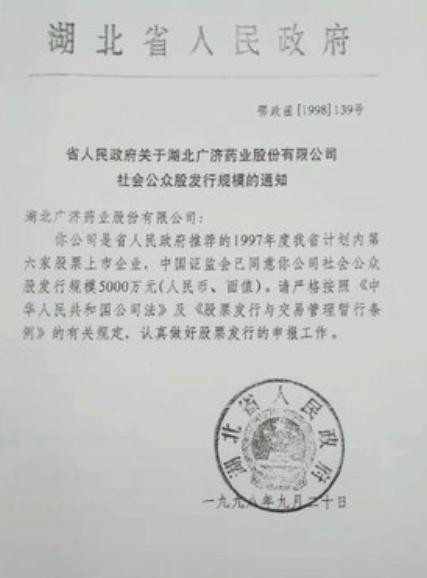 湖北省人民政府
鄂政函[1998]139号
省人民政府关于湖北广济药业股份有限公司
社会公众股发行规模的通知
湖北广济药业股份有限公司：
你公司是省人民政府推荐的1997年度我省计划内第
六家股票上市企业，中国证监会已同意你公司社会公众
股发行规模5000万元(人民币、面值)。请严格按照《中
华人民共和国公司法》及《股票发行与交易管理暂行条
例》的有关规定，认真做好股票发行的申报工作。
湖北省人民政府
一九九八年九月二十日